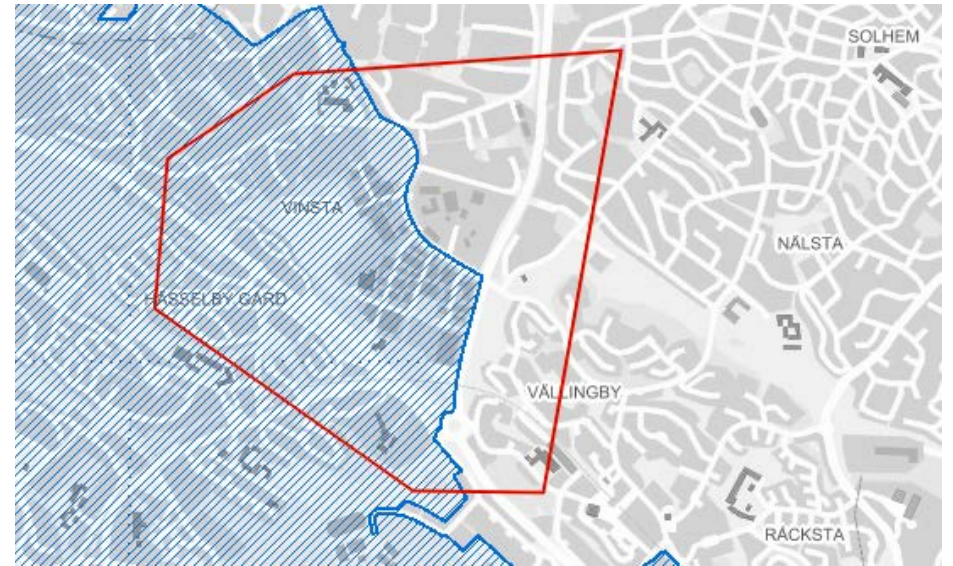 SOLHEM
VINSTA
NÄLSTA
HÄSSELBY GÅRD
VÄLLINGBY
RÅCKSTA